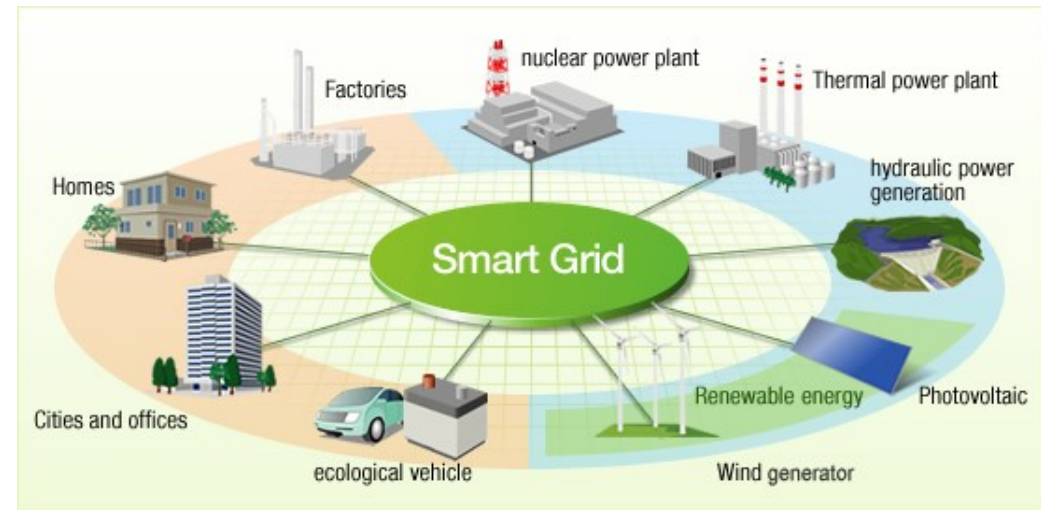 nuclear power plant
Factories
Thermal power plant
Homes
hydraulic power
generation
Smart Grid
Renewable energy
Photovoltaic
Cities and offices
ecological vehicle
Wind generator